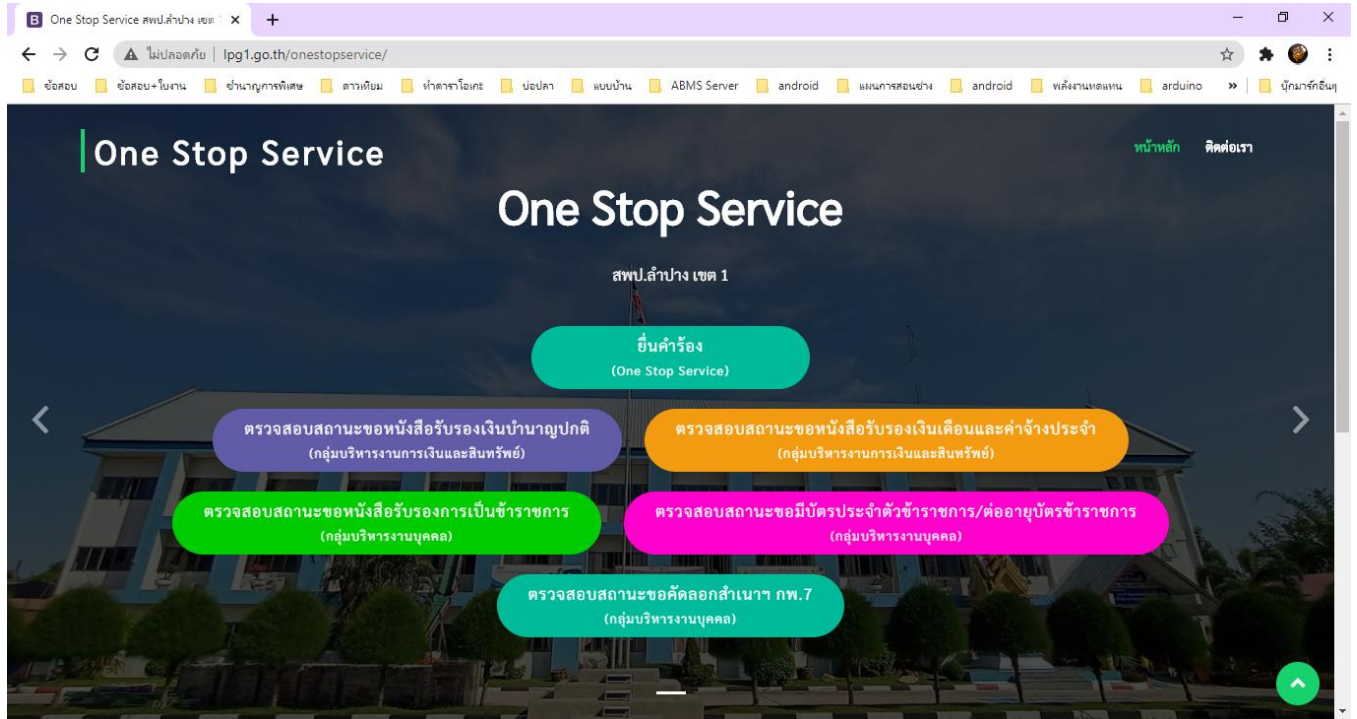 One Stop Service สพป.ลำปาง เขต
ไม่ปลอดภัย | lpg1.go.th/onestopservice/
ข้อสอบ ข้อสอบ+ใบงาน ชำนาญการพิเศษ ดาวเทียม ทำคาราโอเกะ บ่อปลา แบบบ้าน ABMS Server android แผนการสอนช่าง android พลังงานทดแทน arduino » บุ๊กมาร์กอื่นๆ
One Stop Service
หน้าหลัก ติดต่อเรา
One Stop Service
สพป.ลำปาง เขต 1
ยื่นคำร้อง
(One Stop Service)
ตรวจสอบสถานะขอหนังสือรับรองเงินบำนาญปกติ
(กลุ่มบริหารงานการเงินและสินทรัพย์)
ตรวจสอบสถานะขอหนังสือรับรองเงินเดือนและค่าจ้างประจำ
(กลุ่มบริหารงานการเงินและสินทรัพย์)
ตรวจสอบสถานะขอหนังสือรับรองการเป็นข้าราชการ
(กลุ่มบริหารงานบุคคล)
ตรวจสอบสถานะขอมีบัตรประจำตัวข้าราชการ/ต่ออายุบัตรข้าราชการ
(กลุ่มบริหารงานบุคคล)
ตรวจสอบสถานะขอคัดลอกสำเนาฯ กพ.7
(กลุ่มบริหารงานบุคคล)